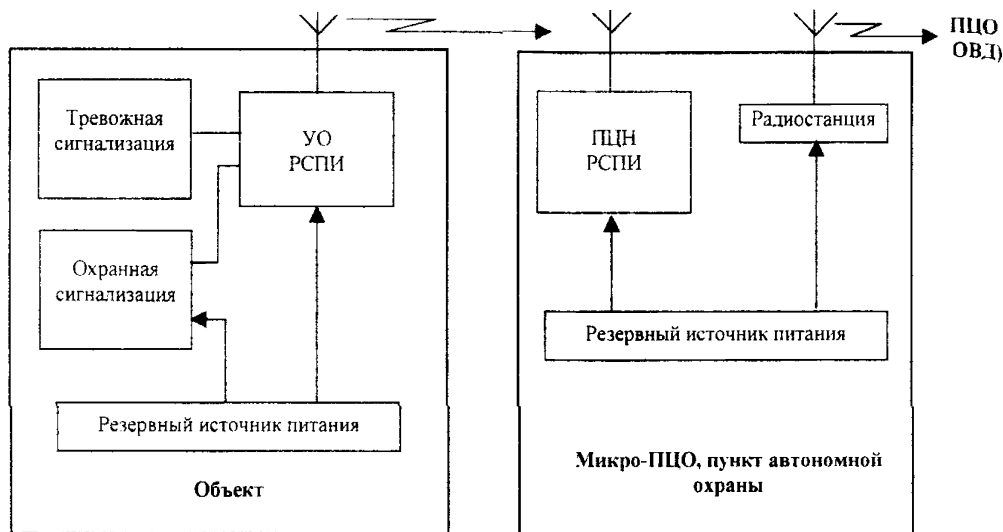 ПЦО
ОВД)
Тревожная
сигнализация
УО
РСПИ
Охранная
сигнализация
Резервный источник питания
Объект
ПЦН
РСПИ
Радиостанция
Резервный источник питания
Микро-ПЦО, пункт автономной
охраны